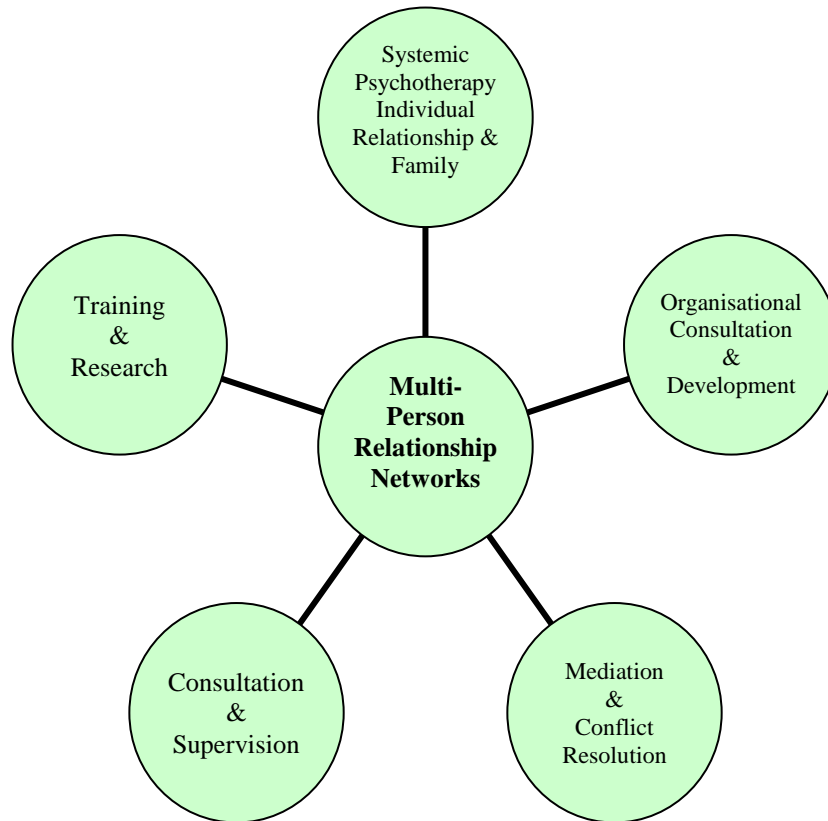 Systemic
Psychotherapy
Individual
Relationship &
Family
Training
&
Research
Organisational
Consultation
&
Development
Multi-
Person
Relationship
Networks
Consultation
&
Supervision
Mediation
&
Conflict
Resolution